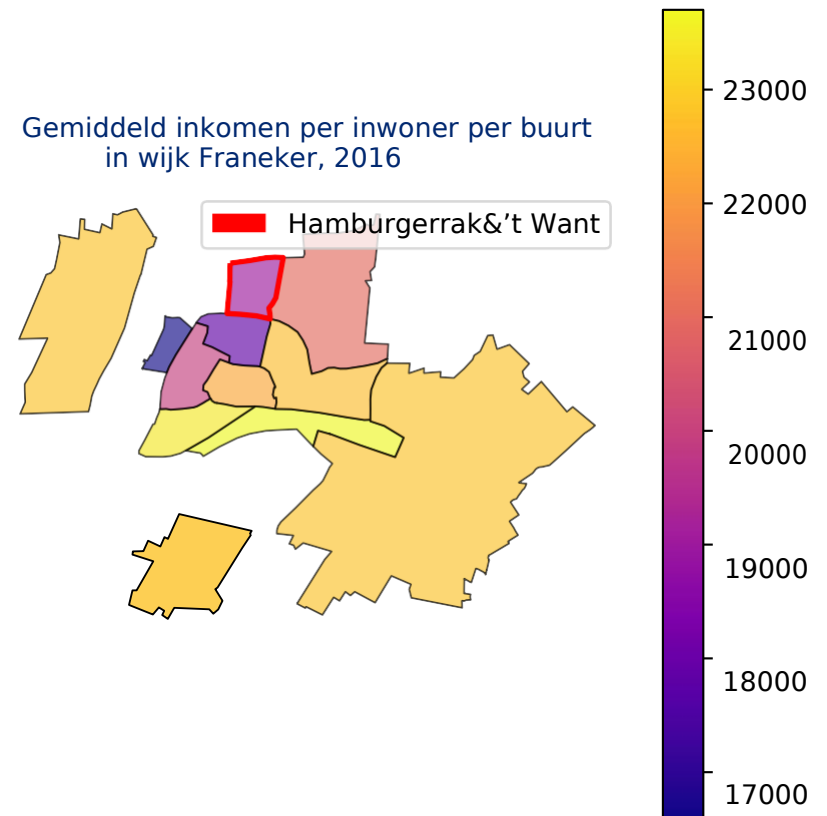 Gemiddeld inkomen per inwoner per buurt
in wijk Franeker, 2016
Hamburgerrak&’t Want
23000
22000
21000
20000
19000
18000
17000